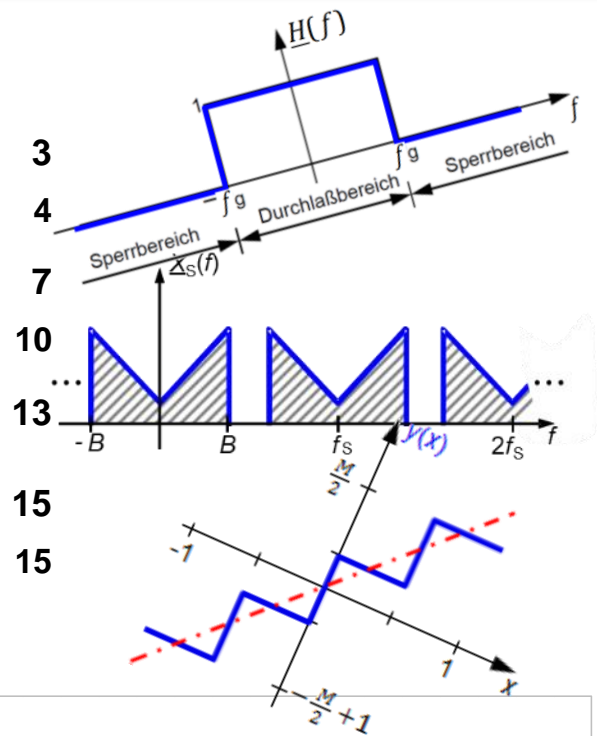 H(f)
1
f
3
-fg
fg
4
Sperrbereich
Durchlaßbereich
Sperrbereich
7
X_S(f)
10
...
...
13
-B
B
f_S
2f_S
f
y(x)
M/2
15
-1
15
1
x
-M/2+1